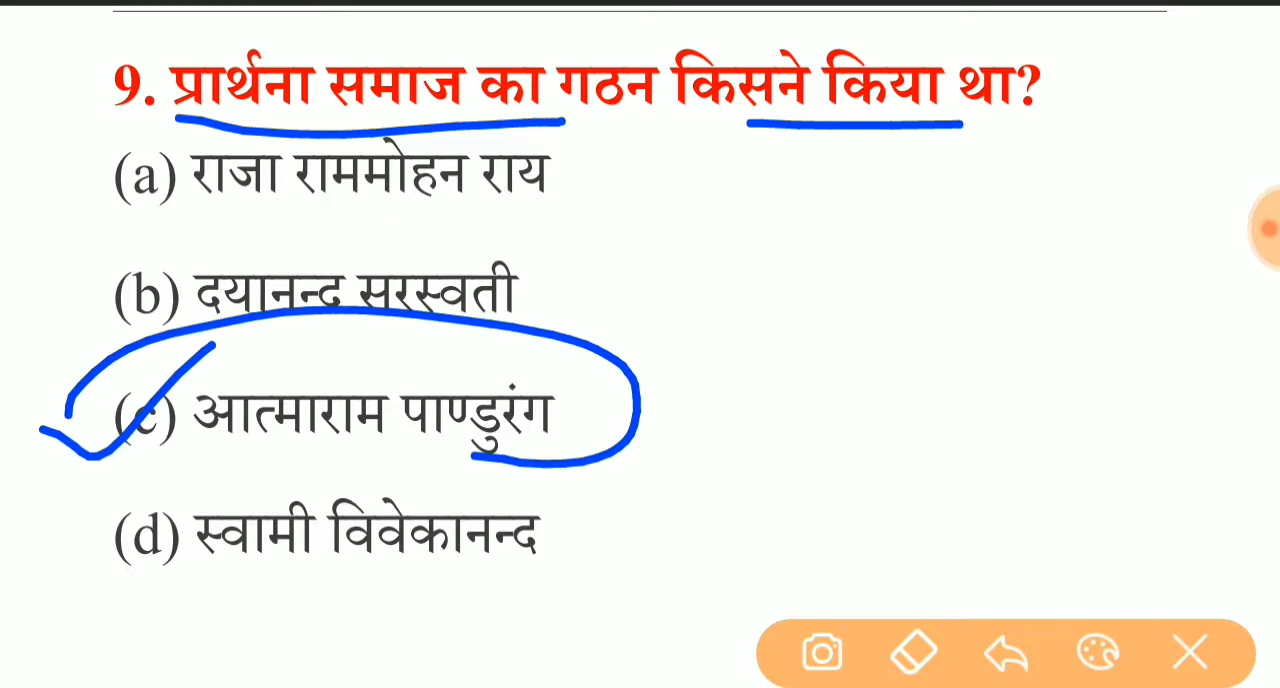 9. प्रार्थना समाज का गठन किसने किया था?
(a) राजा राममोहन राय
(b) दयानन्द सरस्वती
(c) आत्माराम पाण्डुरंग
(d) स्वामी विवेकानन्द